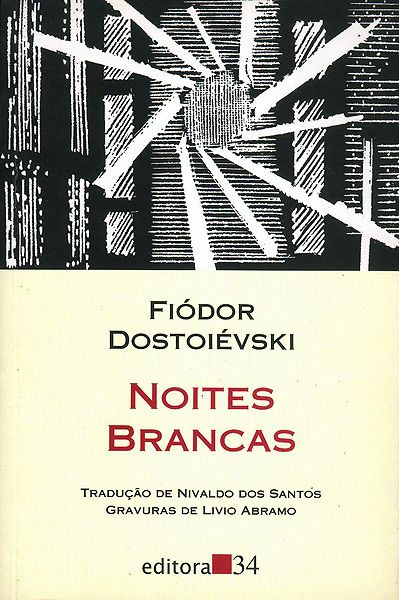 FIÓDOR
DOSTOIÉVSKI
NOITES
BRANCAS
TRADUÇÃO DE NIVALDO DOS SANTOS
GRAVURAS DE LIVIO ABRAMO
editora 34